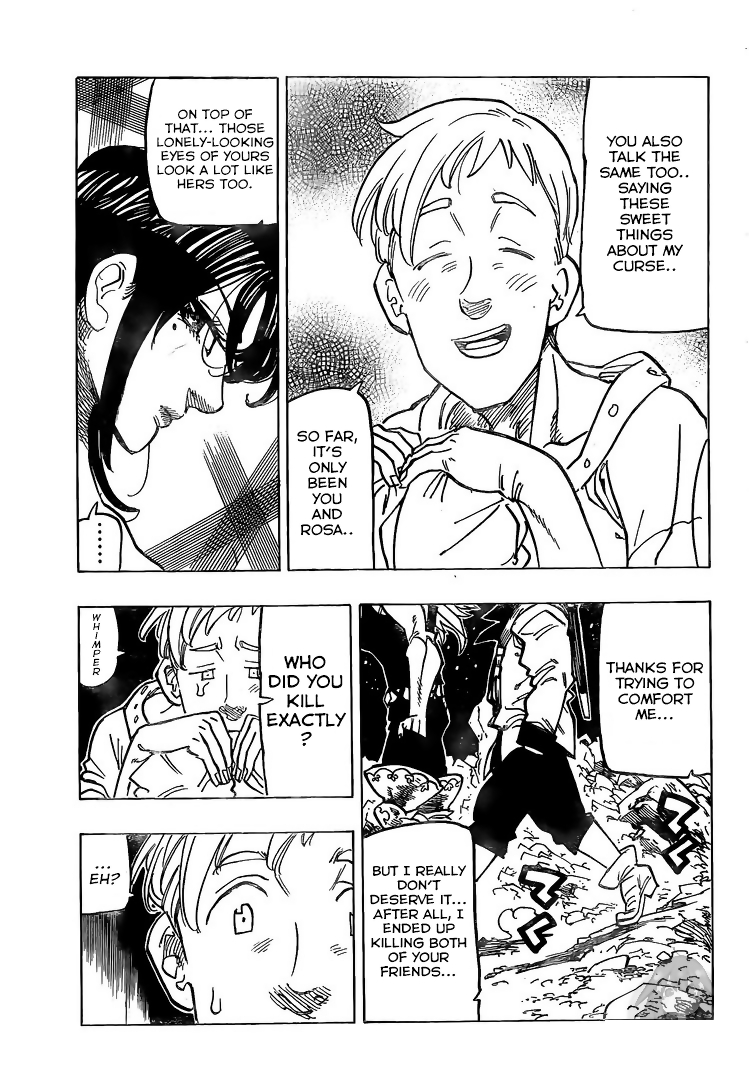 YOU ALSO
TALK THE
SAME TOO..
SAYING
THESE
SWEET
THINGS
ABOUT MY
CURSE..
SO FAR,
IT'S
ONLY
BEEN
YOU
AND
ROSA..
ON TOP OF
THAT... THOSE
LONELY-LOOKING
EYES OF YOURS
LOOK A LOT LIKE
HERS TOO.
......
THANKS FOR
TRYING TO
COMFORT
ME...
BUT I REALLY
DON'T
DESERVE IT...
AFTER ALL, I
ENDED UP
KILLING BOTH
OF YOUR
FRIENDS...
WHO
DID YOU
KILL
EXACTLY
?
WHIMPER
...
EH?